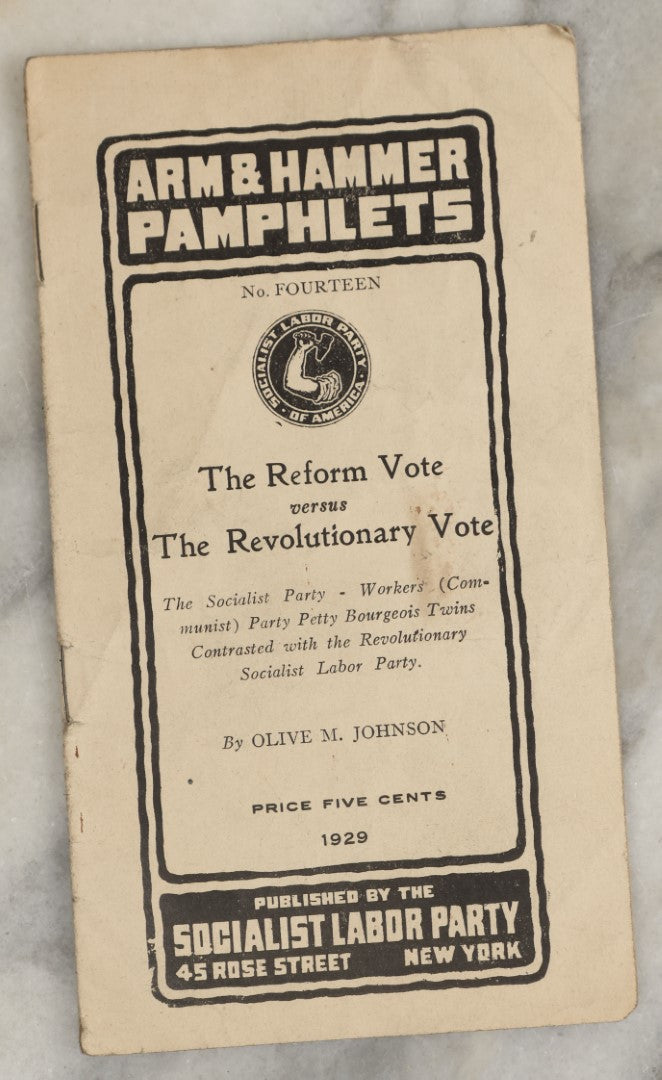 ARM & HAMMER
PAMPHLETS
No. FOURTEEN
SOCIALIST LABOR PARTY
· OF AMERICA ·
The Reform Vote
versus
The Revolutionary Vote
The Socialist Party - Workers (Com-
munist) Party Petty Bourgeois Twins
Contrasted with the Revolutionary
Socialist Labor Party.
By OLIVE M. JOHNSON
PRICE FIVE CENTS
1929
PUBLISHED BY THE
SOCIALIST LABOR PARTY
45 ROSE STREET NEW YORK